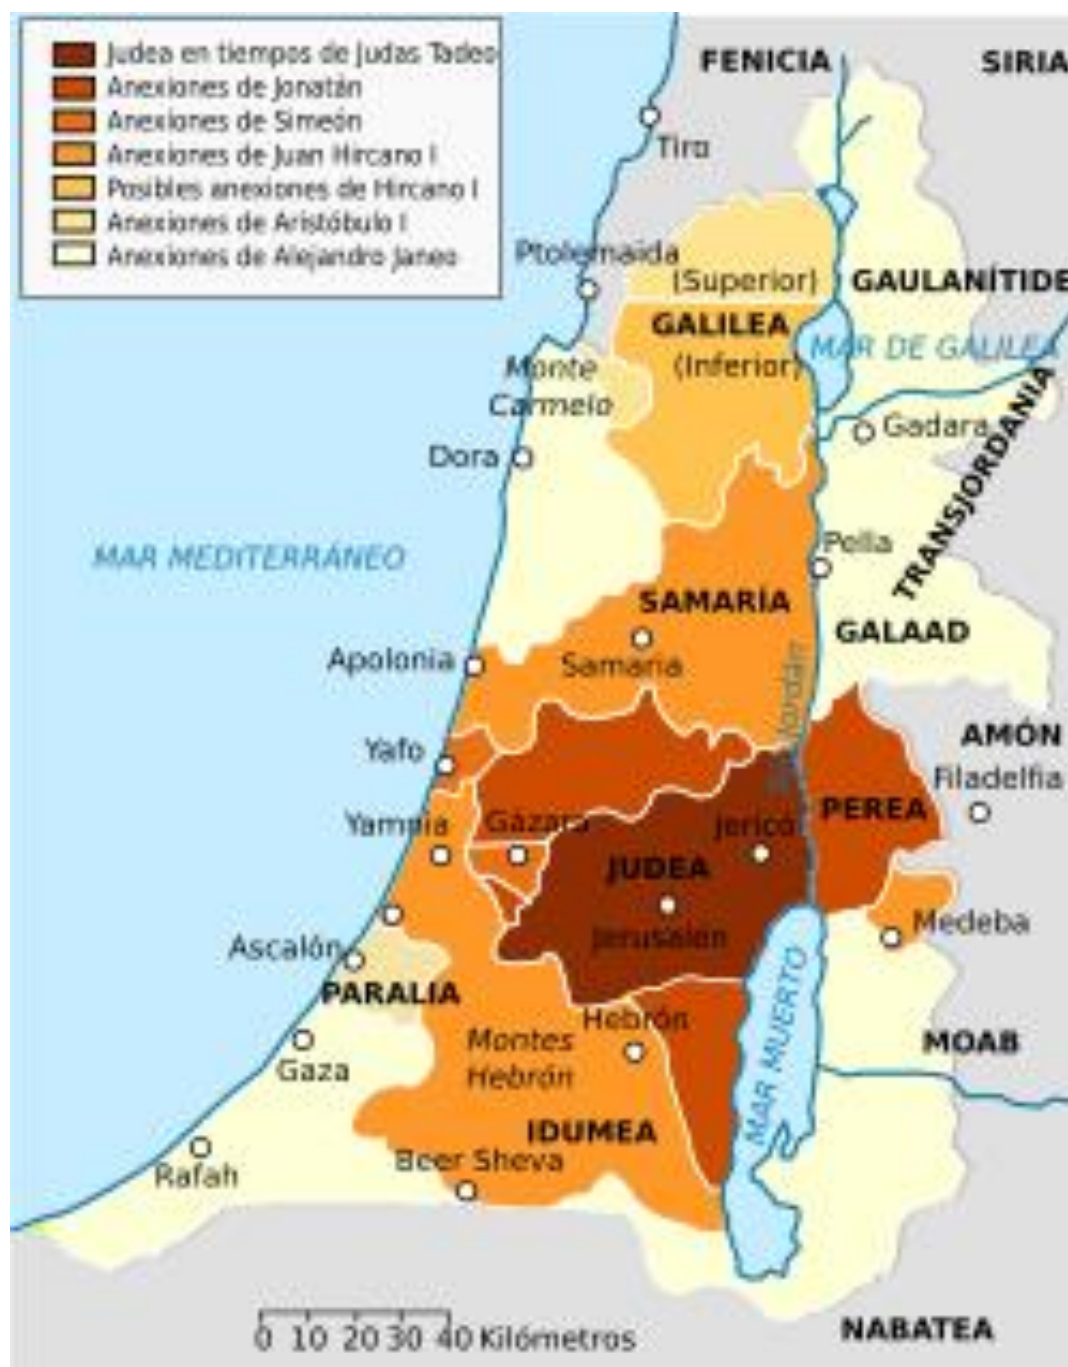 Judea en tiempos de Judas Tadeo
Anexiones de Jonatán
Anexiones de Simeón
Anexiones de Juan Hircano I
Posibles anexiones de Hircano I
Anexiones de Aristóbulo I
Anexiones de Alejandro Janeo
FENICIA
SIRIA
Tiro
Ptolemaida
(Superior)
GAULANÍTIDE
GALILEA
MAR DE GALILEA
(Inferior)
Monte
Carmelo
Gadara
Dora
TRANSJORDANIA
MAR MEDITERRÁNEO
Pella
SAMARÍA
GALAAD
Apolonia
Samaria
Jordán
Yafo
AMÓN
Filadelfia
PEREA
Yamnia
Gázara
Jericó
JUDEA
Medeba
Jerusalén
Ascalón
PARALIA
MAR MUERTO
Hebrón
Montes
Hebrón
MOAB
Gaza
IDUMEA
Beer Sheva
Rafah
0 10 20 30 40 Kilómetros
NABATEA